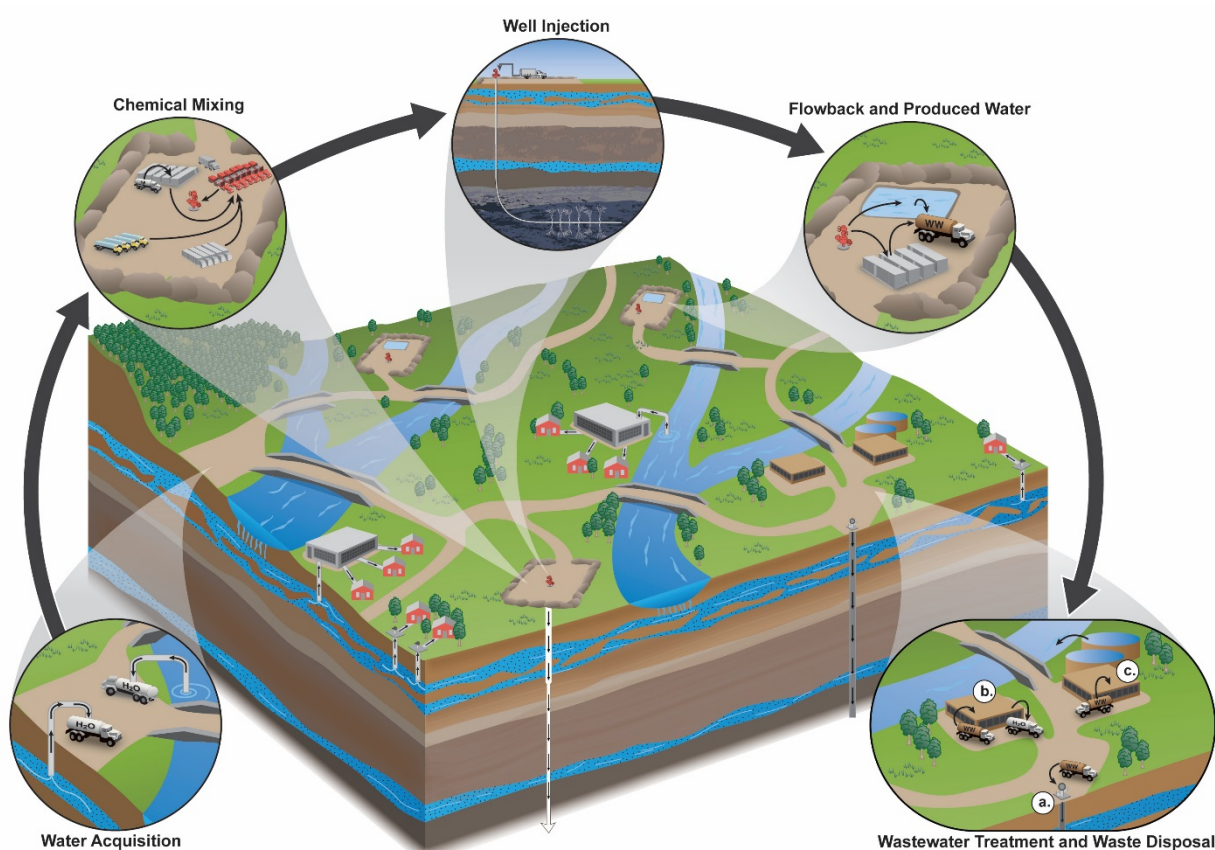 Well Injection
Chemical Mixing
Flowback and Produced Water
WW
H₂O
H₂O
Water Acquisition
c.
b.
WW
WW
H₂O
WW
a.
Wastewater Treatment and Waste Disposal